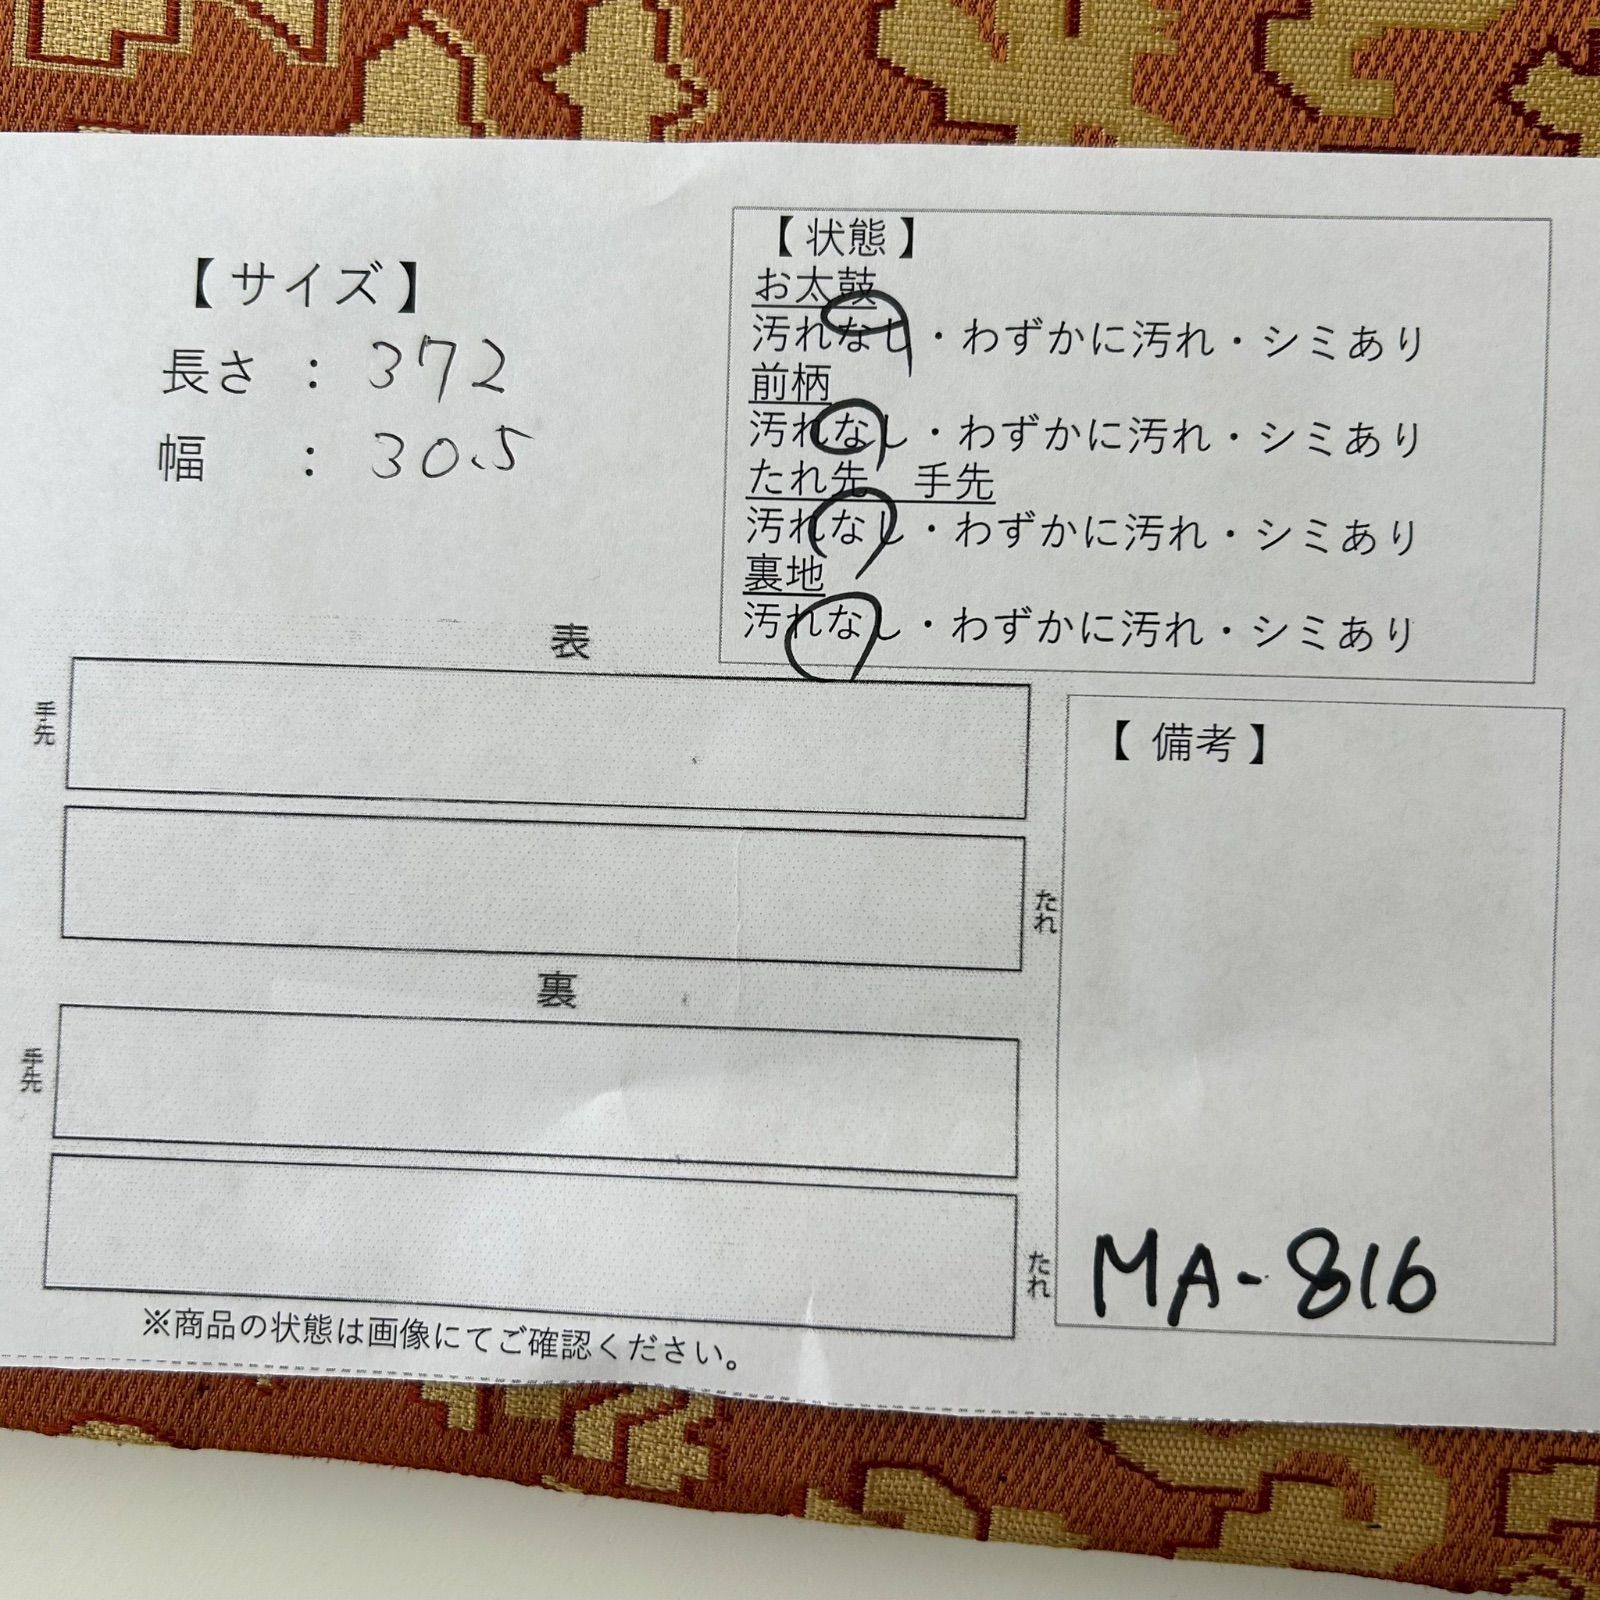 【サイズ】
長さ ： 372
幅 ： 30.5
【状態】
お太鼓
汚れなし・わずかに汚れ・シミあり
前柄
汚れなし・わずかに汚れ・シミあり
たれ先 手先
汚れなし・わずかに汚れ・シミあり
裏地
汚れなし・わずかに汚れ・シミあり
表
手先
たれ
裏
手先
たれ
※商品の状態は画像にてご確認ください。
【備考】
MA-816